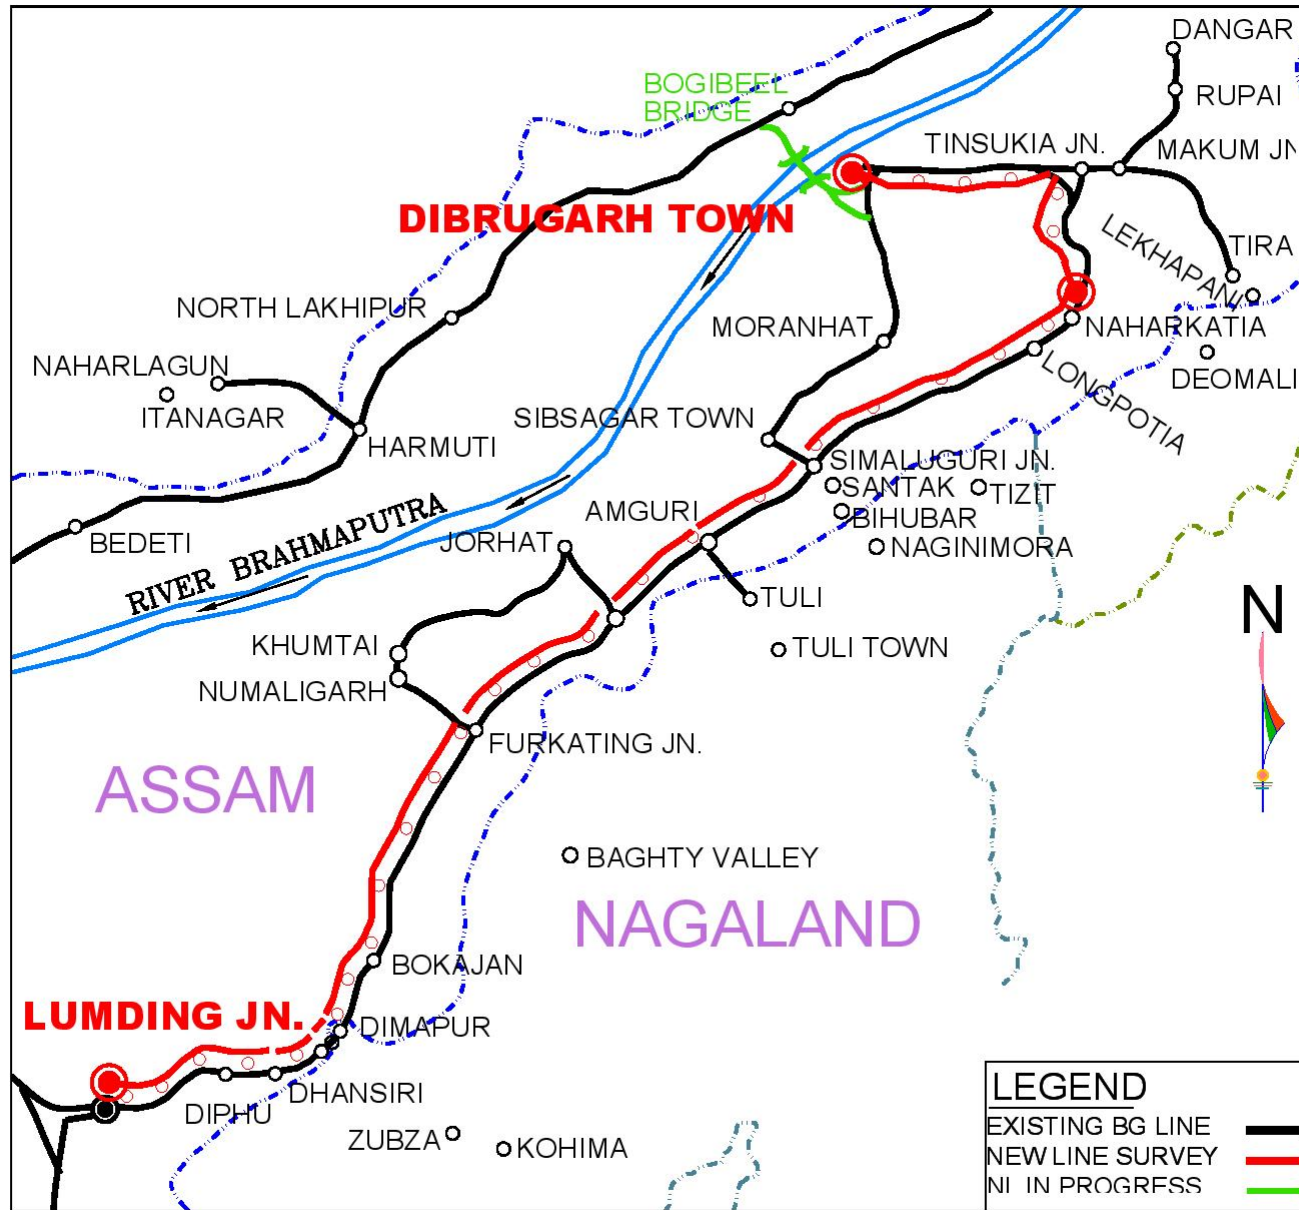 DANGAR
BOGIBEEL
BRIDGE
RUPAI
TINSUKIA JN.
MAKUM JN
DIBRUGARH TOWN
LEKHAPANI
TIRA
NORTH LAKHIPUR
MORANHAT
NAHARKATIA
NAHARLAGUN
DEOMALI
ITANAGAR
LONGPOTIA
SIBSAGAR TOWN
HARMUTI
SIMALUGURI JN.
SANTAK
TIZIT
AMGURI
BIHUBAR
RIVER BRAHMAPUTRA
BEDETI
JORHAT
NAGINIMORA
TULI
N
KHUMTAI
TULI TOWN
NUMALIGARH
FURKATING JN.
ASSAM
BAGHTY VALLEY
NAGALAND
BOKAJAN
LUMDING JN.
DIMAPUR
DHANSIRI
DIPHU
ZUBZA
KOHIMA
LEGEND
EXISTING BG LINE
NEW LINE SURVEY
NL IN PROGRESS